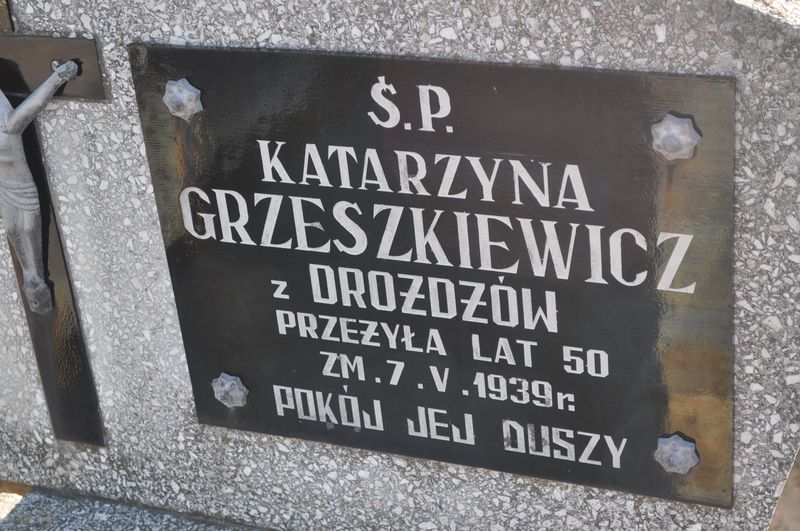 Ś.P.
KATARZYNA
GRZESZKIEWICZ
z DROŻDŻÓW
PRZEŻYŁA LAT 50
ZM. 7. V. 1939r.
POKÓJ JEJ DUSZY